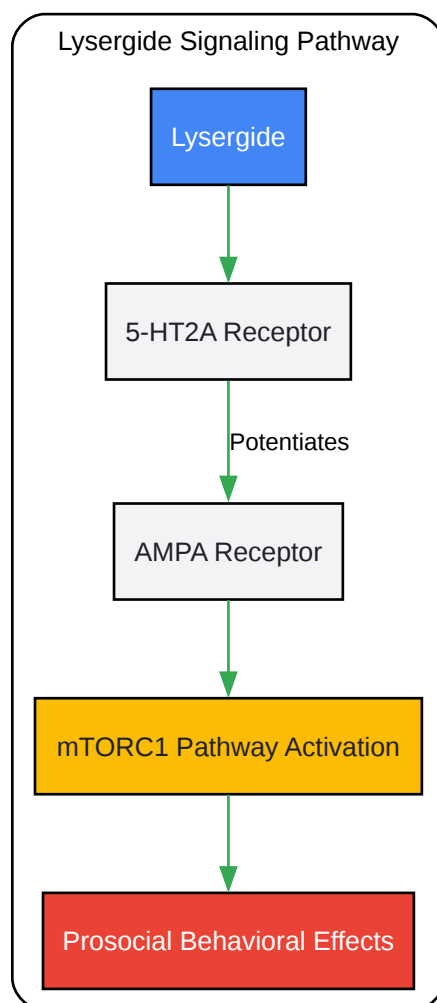 Lysergide Signaling Pathway
Lysergide
5-HT2A Receptor
Potentiates
AMPA Receptor
mTORC1 Pathway Activation
Prosocial Behavioral Effects